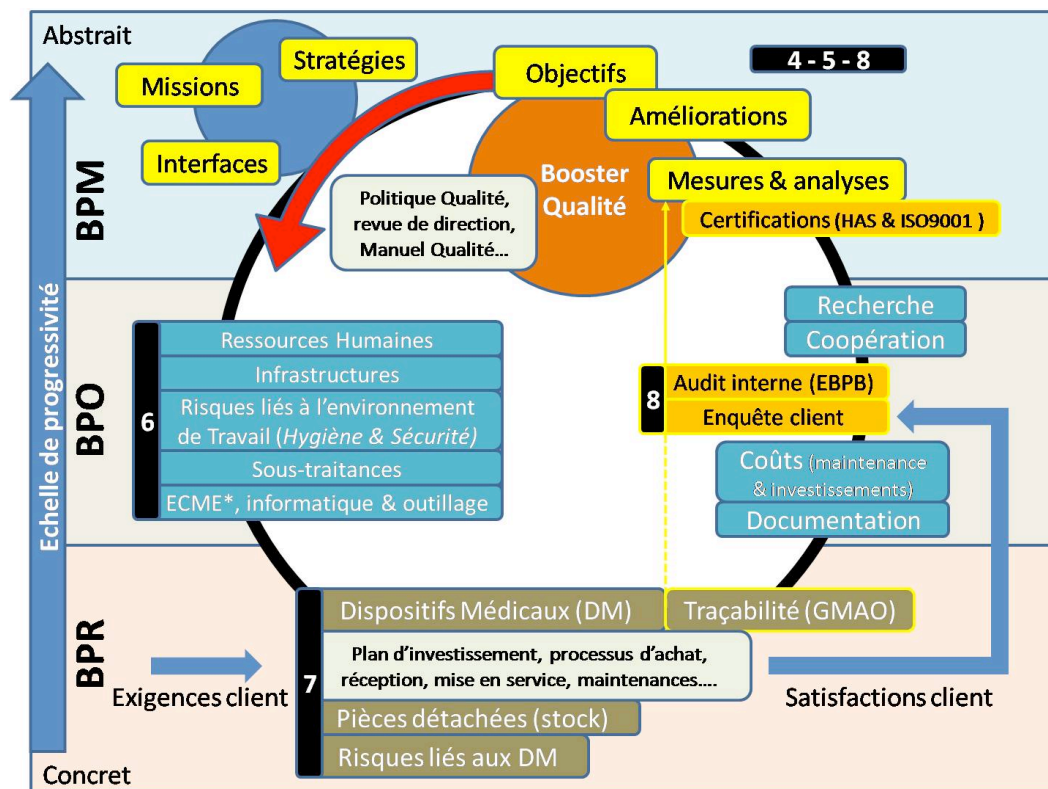 Abstrait
Stratégies
Missions
Interfaces
Objectifs
4 - 5 - 8
Améliorations
Booster
Qualité
Mesures & analyses
Certifications (HAS & ISO9001 )
Politique Qualité,
revue de direction,
Manuel Qualité...
BPM
Echelle de progressivité
BPO
6
Ressources Humaines
Infrastructures
Risques liés à l'environnement
de Travail (Hygiène & Sécurité)
Sous-traitances
ECME*, informatique & outillage
Recherche
Coopération
8
Audit interne (EBPB)
Enquête client
Coûts (maintenance
& investissements)
Documentation
BPR
Exigences client
7
Dispositifs Médicaux (DM)
Traçabilité (GMAO)
Plan d'investissement, processus d'achat,
réception, mise en service, maintenances....
Pièces détachées (stock)
Risques liés aux DM
Satisfactions client
Concret